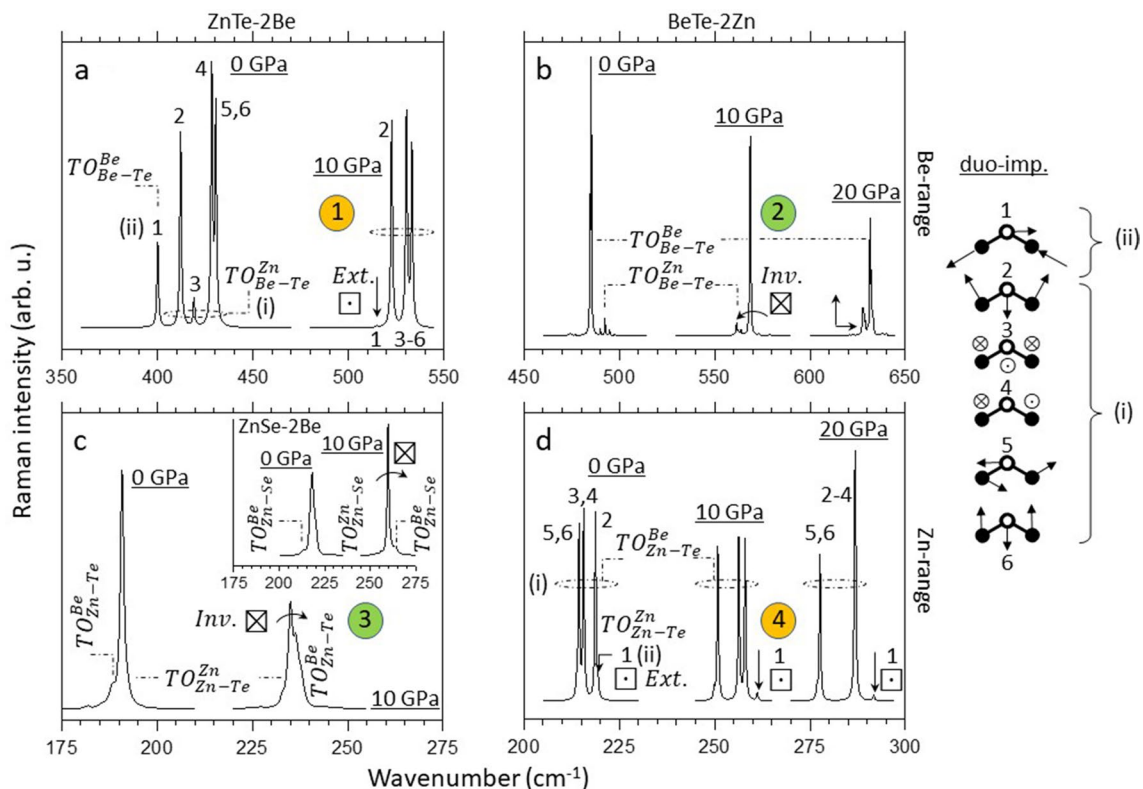 ZnTe-2Be
BeTe-2Zn
a
0 GPa
4
2
5,6
TO^{Be}_{Be-Te}
(ii)
1
3
TO^{Zn}_{Be-Te}
(i)
10 GPa
1
2
Ext.
1
3-6
350 400 450 500 550
b
0 GPa
10 GPa
2
20 GPa
TO^{Be}_{Be-Te}
TO^{Zn}_{Be-Te}
Inv.
450 500 550 600 650
Be-range
c
0 GPa
TO^{Be}_{Zn-Te}
TO^{Zn}_{Zn-Te}
Inv.
3
TO^{Be}_{Zn-Te}
10 GPa
ZnSe-2Be
0 GPa
10 GPa
TO^{Be}_{Zn-Se}
TO^{Zn}_{Zn-Se}
TO^{Be}_{Zn-Se}
175 200 225 250 275
175 200 225 250 275
d
0 GPa
3,4
5,6
2
(i)
TO^{Be}_{Zn-Te}
TO^{Zn}_{Zn-Te}
1 (ii)
Ext.
10 GPa
4
1
20 GPa
2-4
5,6
1
200 225 250 275 300
Zn-range
Raman intensity (arb. u.)
Wavenumber (cm⁻¹)
duo-imp.
1
(ii)
2
3
4
(i)
5
6